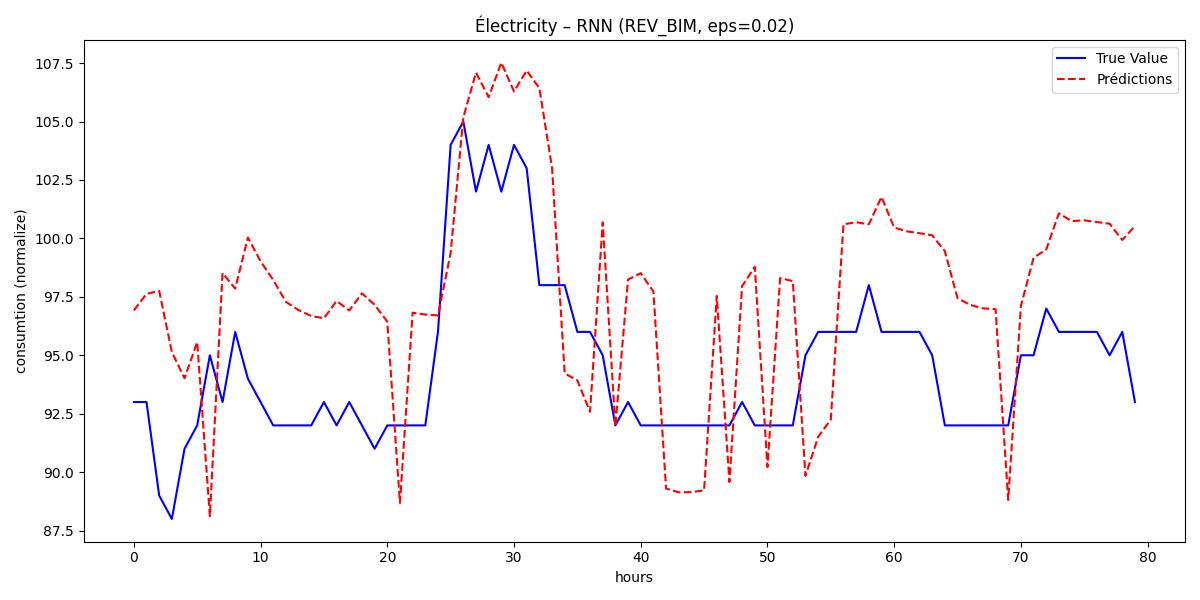 Électricity – RNN (REV_BIM, eps=0.02)
True Value
Prédictions
consumtion (normalize)
107.5
105.0
102.5
100.0
97.5
95.0
92.5
90.0
87.5
0 10 20 30 40 50 60 70 80
hours